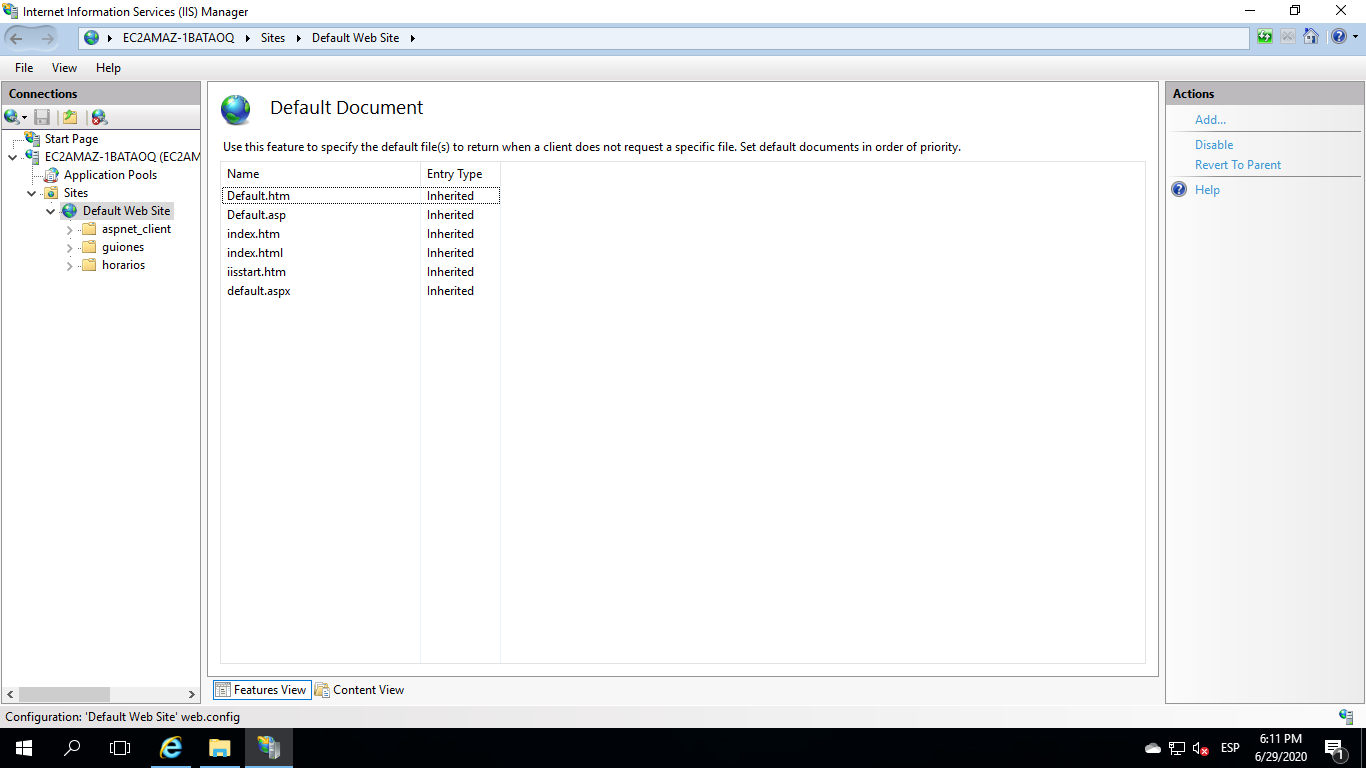 Internet Information Services (IIS) Manager
EC2AMAZ-1BATAOQ
Sites
Default Web Site
File
View
Help
Connections
Start Page
EC2AMAZ-1BATAOQ (EC2AM
Application Pools
Sites
Default Web Site
aspnet_client
guiones
horarios
Default Document
Use this feature to specify the default file(s) to return when a client does not request a specific file. Set default documents in order of priority.
Name Entry Type
Default.htm Inherited
Default.asp Inherited
index.htm Inherited
index.html Inherited
iisstart.htm Inherited
default.aspx Inherited
Features View
Content View
Actions
Add...
Disable
Revert To Parent
Help
Configuration: 'Default Web Site' web.config
ESP
6:11 PM
6/29/2020
1